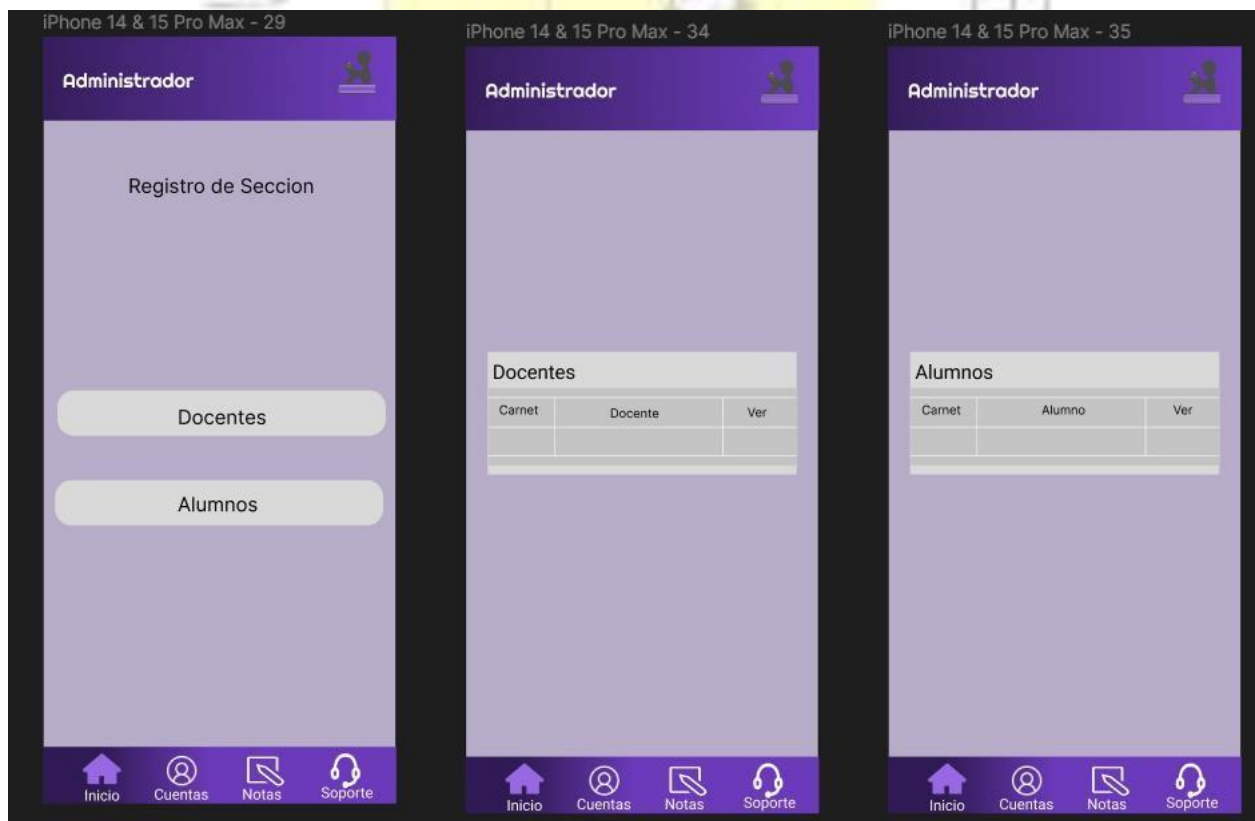 iPhone 14 & 15 Pro Max - 29
Administrador
Registro de Seccion
Docentes
Alumnos
Inicio Cuentas Notas Soporte
iPhone 14 & 15 Pro Max - 34
Administrador
Docentes
Carnet Docente Ver
Inicio Cuentas Notas Soporte
iPhone 14 & 15 Pro Max - 35
Administrador
Alumnos
Carnet Alumno Ver
Inicio Cuentas Notas Soporte